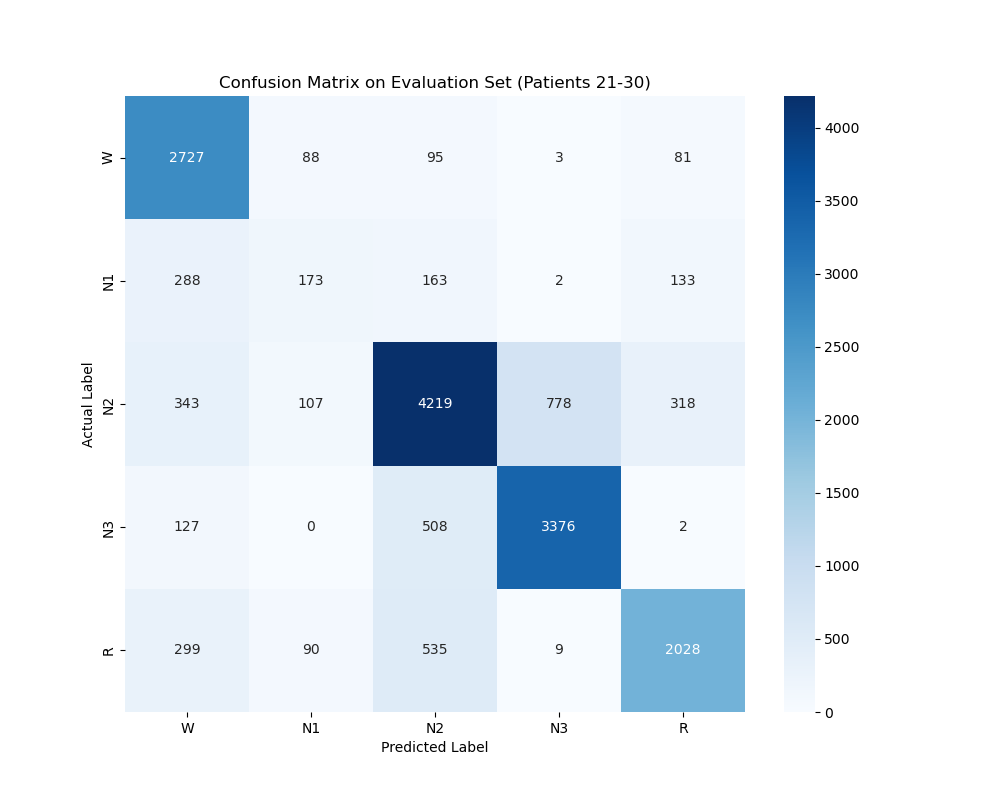 Confusion Matrix on Evaluation Set (Patients 21-30)
Actual Label
W 2727 88 95 3 81
N1 288 173 163 2 133
N2 343 107 4219 778 318
N3 127 0 508 3376 2
R 299 90 535 9 2028
W N1 N2 N3 R
Predicted Label
4000
3500
3000
2500
2000
1500
1000
500
0